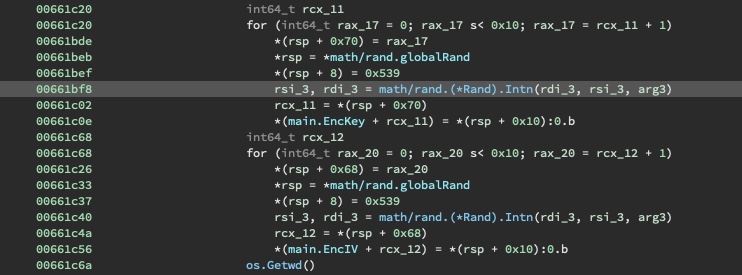 00661c20 int64_t rcx_11
00661c20 for (int64_t rax_17 = 0; rax_17 s< 0x10; rax_17 = rcx_11 + 1)
00661bde *(rsp + 0x70) = rax_17
00661beb *rsp = *math/rand.globalRand
00661bef *(rsp + 8) = 0x539
00661bf8 rsi_3, rdi_3 = math/rand.(*Rand).Intn(rdi_3, rsi_3, arg3)
00661c02 rcx_11 = *(rsp + 0x70)
00661c0e *(main.EncKey + rcx_11) = *(rsp + 0x10):0.b
00661c68 int64_t rcx_12
00661c68 for (int64_t rax_20 = 0; rax_20 s< 0x10; rax_20 = rcx_12 + 1)
00661c26 *(rsp + 0x68) = rax_20
00661c33 *rsp = *math/rand.globalRand
00661c37 *(rsp + 8) = 0x539
00661c40 rsi_3, rdi_3 = math/rand.(*Rand).Intn(rdi_3, rsi_3, arg3)
00661c4a rcx_12 = *(rsp + 0x68)
00661c56 *(main.EncIV + rcx_12) = *(rsp + 0x10):0.b
00661c6a os.Getwd()